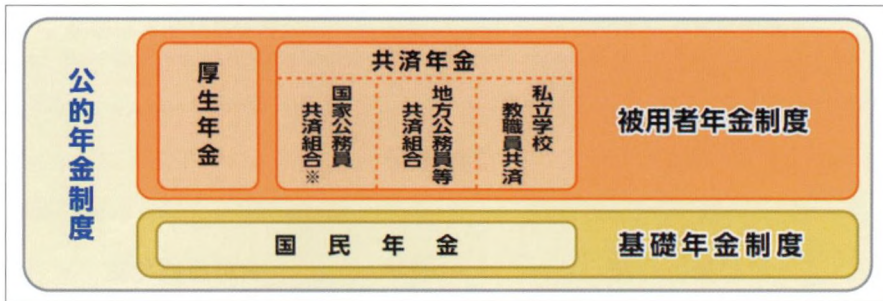 公的年金制度
厚生年金
共済年金
国家公務員
共済組合※
地方公務員等
共済組合
私立学校
教職員共済
被用者年金制度
国民年金
基礎年金制度